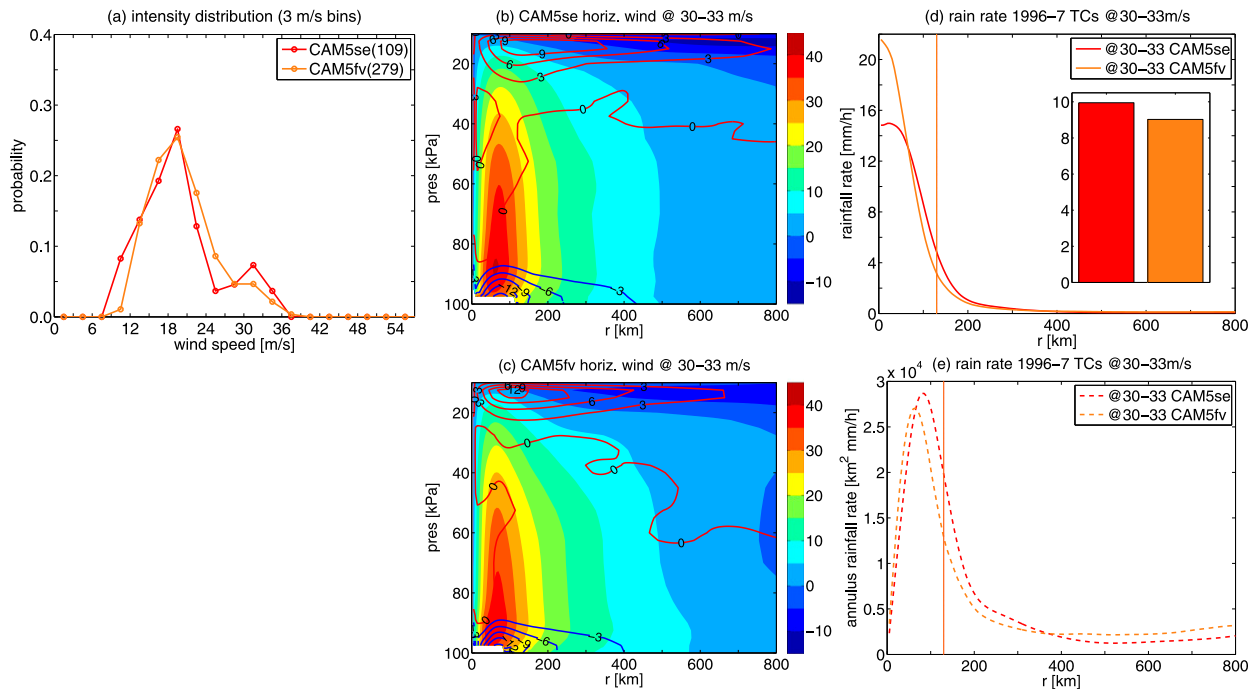 (a) intensity distribution (3 m/s bins)
CAM5se(109)
CAM5fv(279)
probability
0.4
0.3
0.2
0.1
0.0
0 6 12 18 24 30 36 42 48 54
wind speed [m/s]
(b) CAM5se horiz. wind @ 30−33 m/s
pres [kPa]
20
40
60
80
100
0 200 400 600 800
r [km]
40
30
20
10
0
−10
(d) rain rate 1996−7 TCs @30−33m/s
@30−33 CAM5se
@30−33 CAM5fv
rainfall rate [mm/h]
20
16
12
8
4
0
10
8
6
4
2
0
0 200 400 600 800
r [km]
(c) CAM5fv horiz. wind @ 30−33 m/s
pres [kPa]
20
40
60
80
100
0 200 400 600 800
r [km]
40
30
20
10
0
−10
(e) rain rate 1996−7 TCs @30−33m/s
x 10⁴
@30−33 CAM5se
@30−33 CAM5fv
annulus rainfall rate [km² mm/h]
3
2.5
2
1.5
1
0.5
0
0 200 400 600 800
r [km]